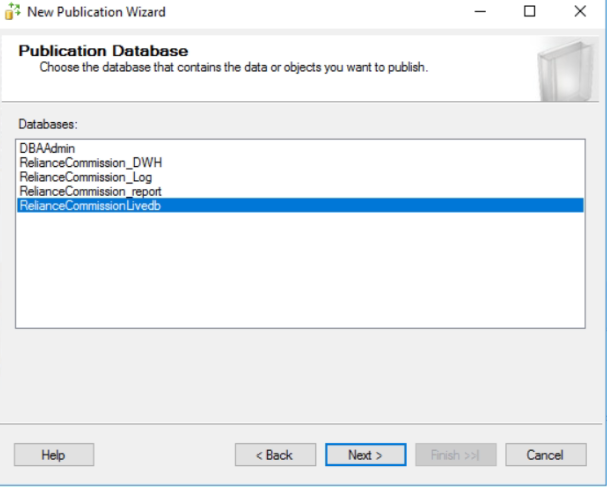 New Publication Wizard
Publication Database
Choose the database that contains the data or objects you want to publish.
Databases:
DBAAdmin
RelianceCommission_DWH
RelianceCommission_Log
RelianceCommission_report
RelianceCommissionLivedb
Help < Back Next > Finish >>| Cancel